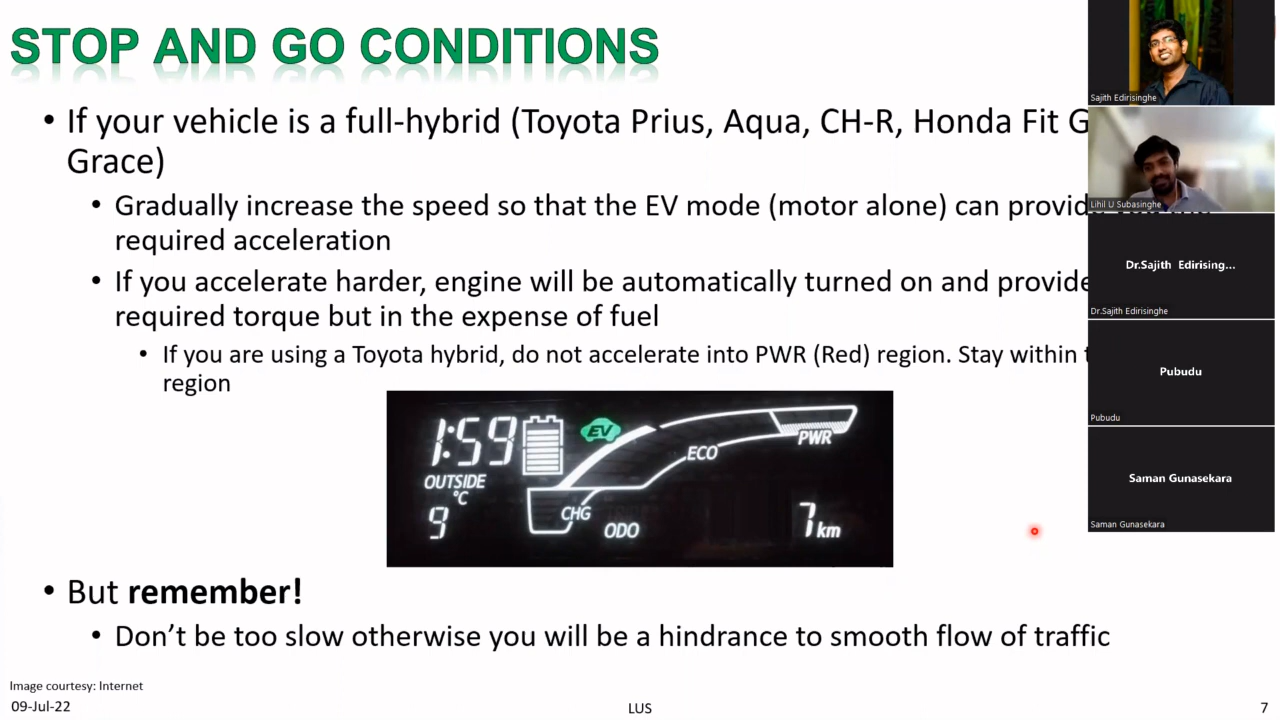 STOP AND GO CONDITIONS
• If your vehicle is a full-hybrid (Toyota Prius, Aqua, CH-R, Honda Fit G
Grace)
• Gradually increase the speed so that the EV mode (motor alone) can provid
required acceleration
• If you accelerate harder, engine will be automatically turned on and provide
required torque but in the expense of fuel
• If you are using a Toyota hybrid, do not accelerate into PWR (Red) region. Stay within
region
1:59
EV
ECO
PWR
OUTSIDE
°C
9
CHG
ODO
7 km
• But remember!
• Don't be too slow otherwise you will be a hindrance to smooth flow of traffic
Image courtesy: Internet
09-Jul-22
LUS
7
Sajith Edirisinghe
Lihil U Subasinghe
Dr.Sajith Edirising...
Dr.Sajith Edirisinghe
Pubudu
Pubudu
Saman Gunasekara
Saman Gunasekara